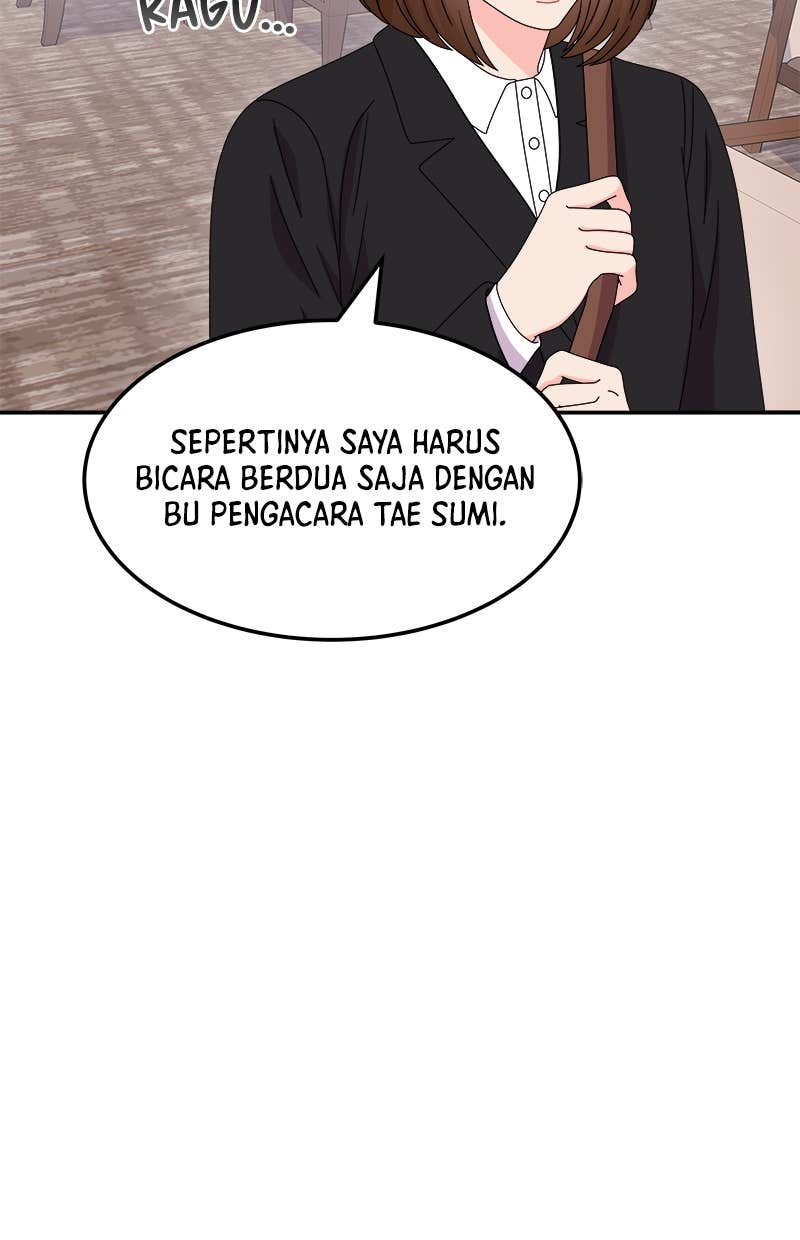 RAGU...
SEPERTINYA SAYA HARUS
BICARA BERDUA SAJA DENGAN
BU PENGACARA TAE SUMI.